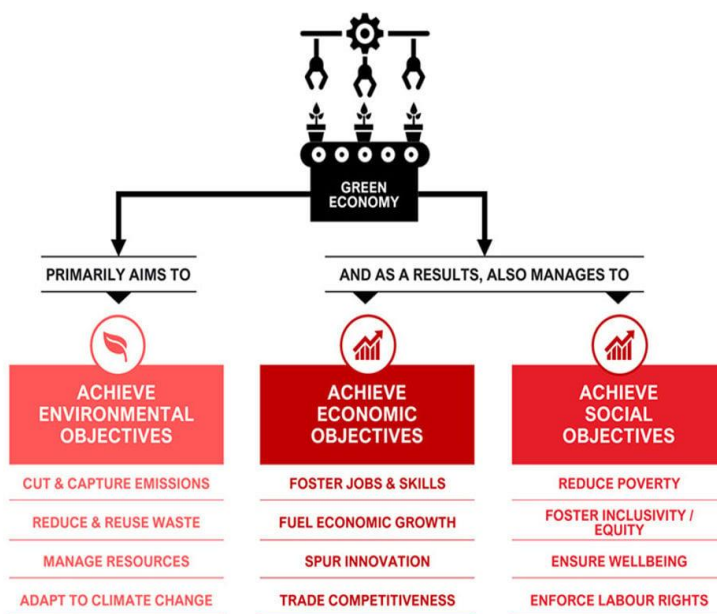 GREEN
ECONOMY
PRIMARILY AIMS TO
AND AS A RESULTS, ALSO MANAGES TO
ACHIEVE
ENVIRONMENTAL
OBJECTIVES
CUT & CAPTURE EMISSIONS
REDUCE & REUSE WASTE
MANAGE RESOURCES
ADAPT TO CLIMATE CHANGE
ACHIEVE
ECONOMIC
OBJECTIVES
FOSTER JOBS & SKILLS
FUEL ECONOMIC GROWTH
SPUR INNOVATION
TRADE COMPETITIVENESS
ACHIEVE
SOCIAL
OBJECTIVES
REDUCE POVERTY
FOSTER INCLUSIVITY /
EQUITY
ENSURE WELLBEING
ENFORCE LABOUR RIGHTS